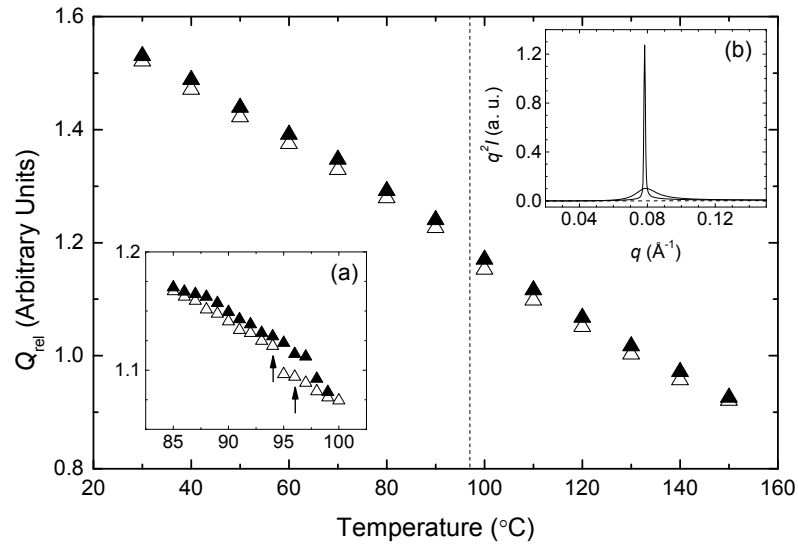 1.6
1.4
1.2
1.0
0.8
Q_rel (Arbitrary Units)
20 40 60 80 100 120 140 160
Temperature (°C)
(a)
1.2
1.1
85 90 95 100
(b)
1.2
0.8
0.4
0.0
q²I (a. u.)
0.04 0.08 0.12
q (Å⁻¹)